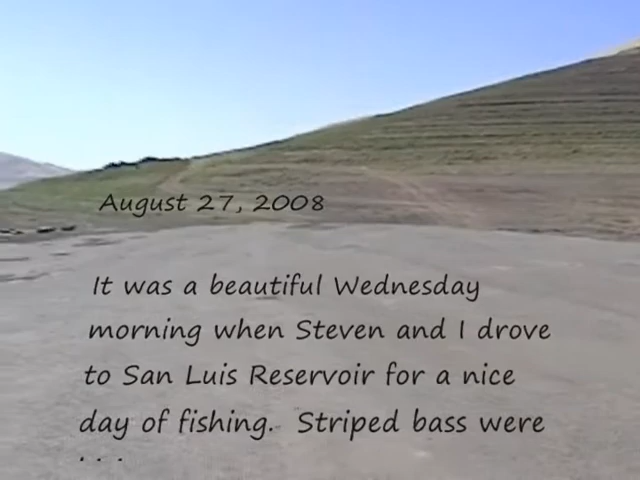 August 27, 2008
It was a beautiful Wednesday
morning when Steven and I drove
to San Luis Reservoir for a nice
day of fishing.  Striped bass were